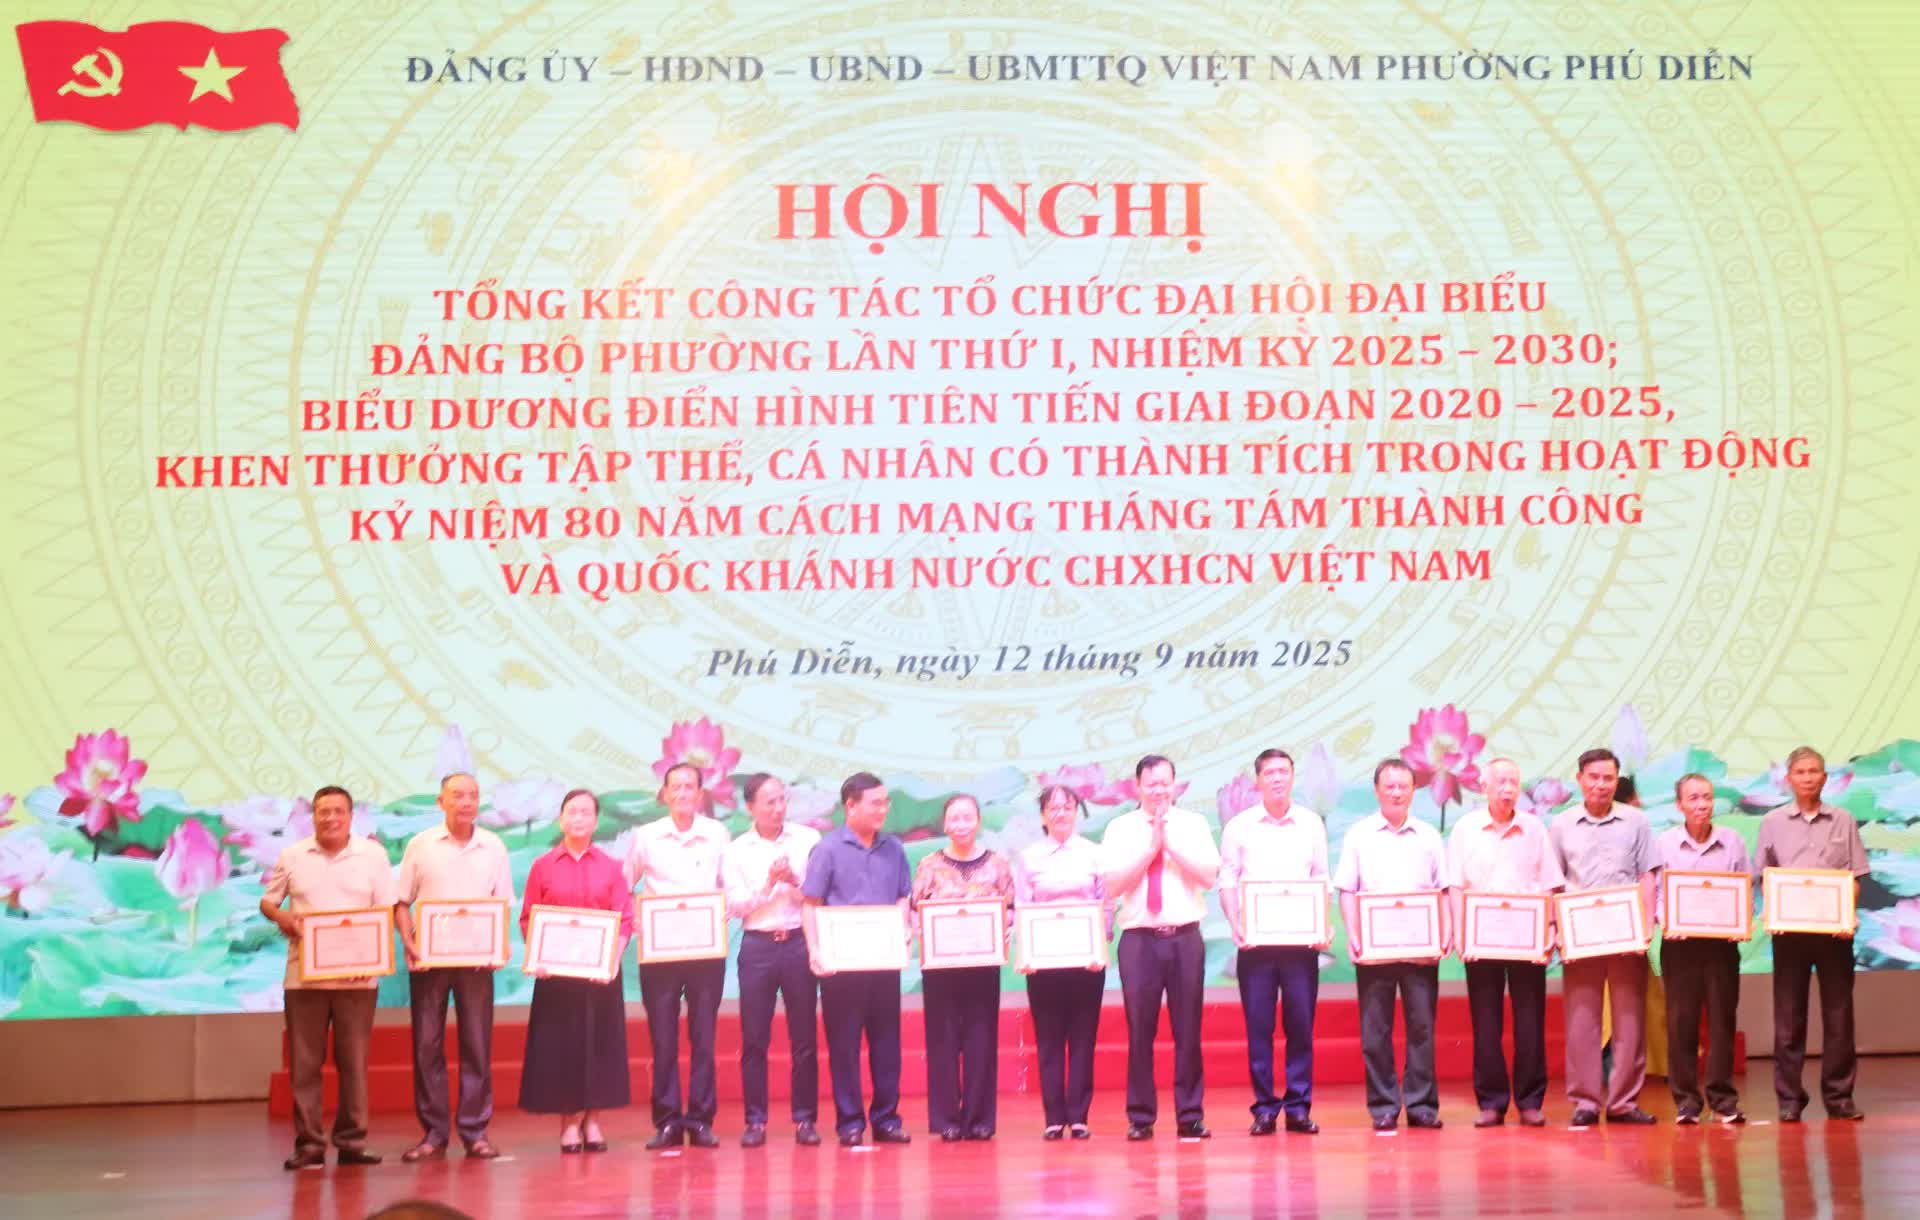 ĐẢNG ỦY – HĐND – UBND – UBMTTQ VIỆT NAM PHƯỜNG PHÚ DIỄN
HỘI NGHỊ
TỔNG KẾT CÔNG TÁC TỔ CHỨC ĐẠI HỘI ĐẠI BIỂU
ĐẢNG BỘ PHƯỜNG LẦN THỨ I, NHIỆM KỲ 2025 – 2030;
BIỂU DƯƠNG ĐIỂN HÌNH TIÊN TIẾN GIAI ĐOẠN 2020 – 2025,
KHEN THƯỞNG TẬP THỂ, CÁ NHÂN CÓ THÀNH TÍCH TRONG HOẠT ĐỘNG
KỶ NIỆM 80 NĂM CÁCH MẠNG THÁNG TÁM THÀNH CÔNG
VÀ QUỐC KHÁNH NƯỚC CHXHCN VIỆT NAM
Phú Diễn, ngày 12 tháng 9 năm 2025